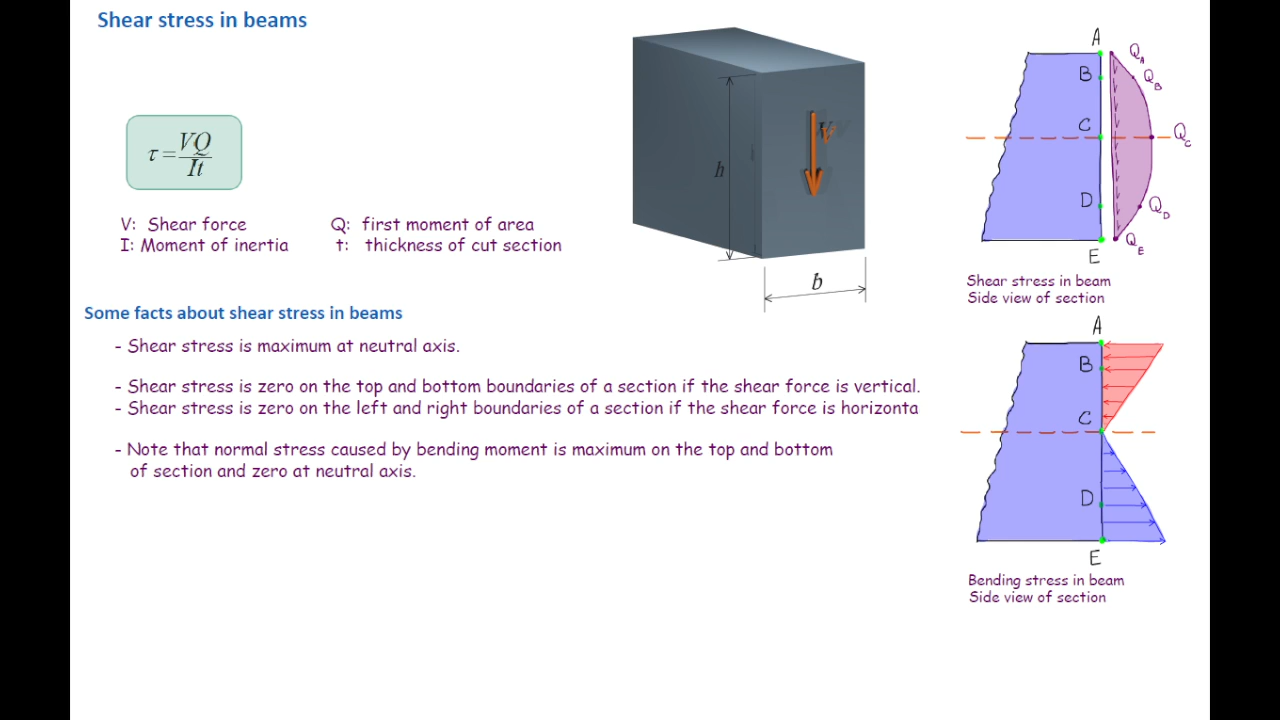 Shear stress in beams
τ = VQ / It
V: Shear force
Q: first moment of area
I: Moment of inertia
t: thickness of cut section
h
V
b
A
B
C
D
E
Q_A
Q_B
Q_C
Q_D
Q_E
Shear stress in beam
Side view of section
Some facts about shear stress in beams
- Shear stress is maximum at neutral axis.
- Shear stress is zero on the top and bottom boundaries of a section if the shear force is vertical.
- Shear stress is zero on the left and right boundaries of a section if the shear force is horizonta
- Note that normal stress caused by bending moment is maximum on the top and bottom
of section and zero at neutral axis.
A
B
C
D
E
Bending stress in beam
Side view of section